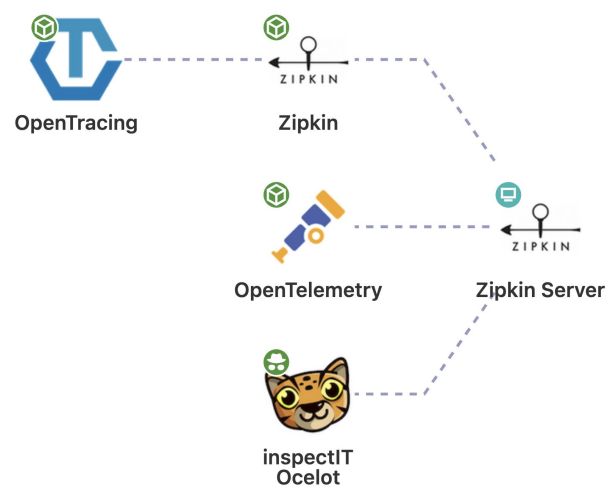 ZIPKIN
OpenTracing
Zipkin
ZIPKIN
OpenTelemetry
Zipkin Server
inspectIT
Ocelot